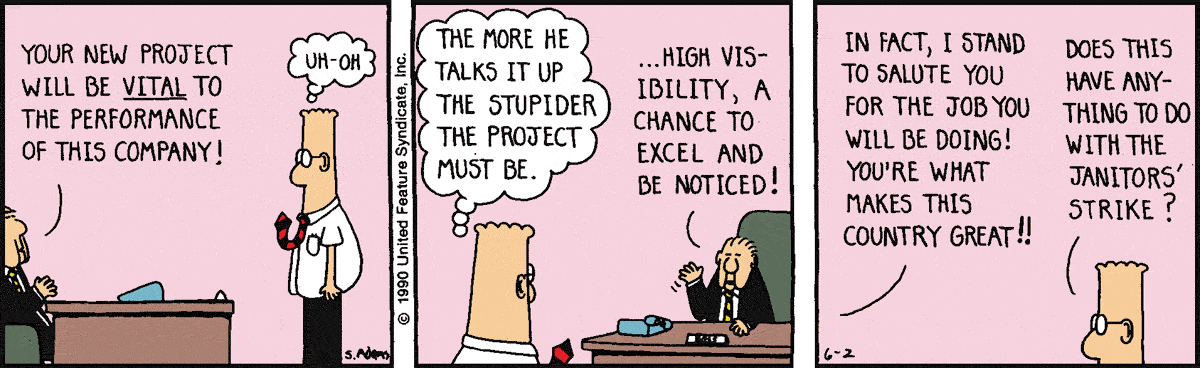 YOUR NEW PROJECT
WILL BE VITAL TO
THE PERFORMANCE
OF THIS COMPANY!
UH-OH
S. Adams
© 1990 United Feature Syndicate, Inc.
THE MORE HE
TALKS IT UP
THE STUPIDER
THE PROJECT
MUST BE.
...HIGH VIS-
IBILITY, A
CHANCE TO
EXCEL AND
BE NOTICED!
IN FACT, I STAND
TO SALUTE YOU
FOR THE JOB YOU
WILL BE DOING!
YOU'RE WHAT
MAKES THIS
COUNTRY GREAT!!
DOES THIS
HAVE ANY-
THING TO DO
WITH THE
JANITORS'
STRIKE?
6-2